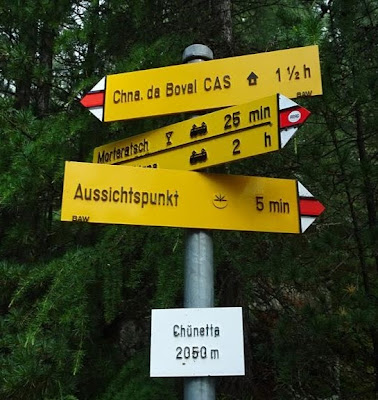 Chna. da Boval CAS 1½ h
BAW
Morteratsch 25 min
2 h
Aussichtspunkt 5 min
BAW
Chünetta
2050 m